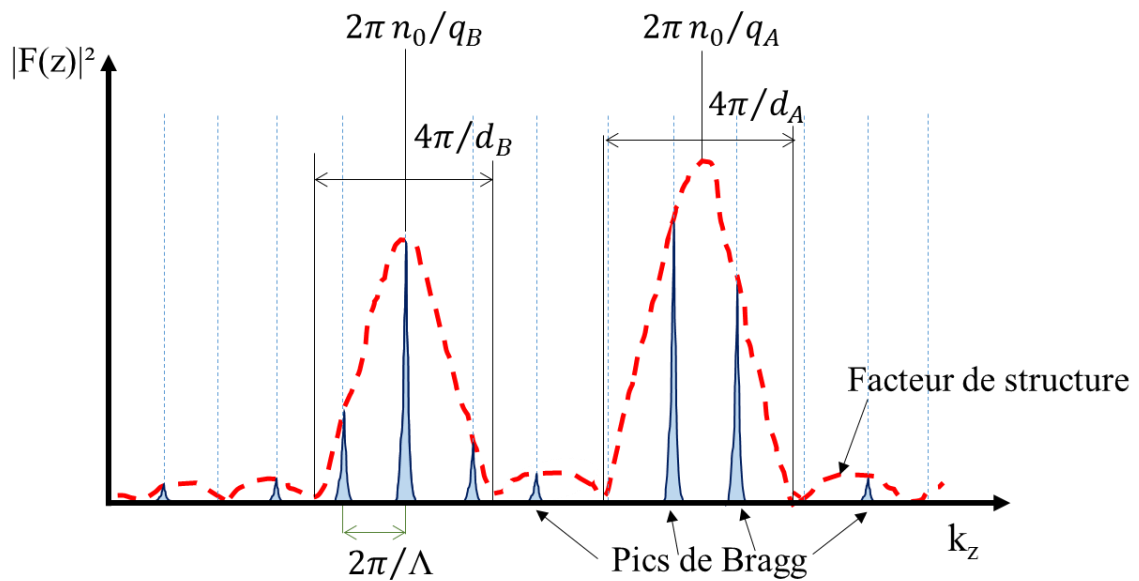 2π n₀/q_B
2π n₀/q_A
|F(z)|²
4π/d_B
4π/d_A
Facteur de structure
2π/Λ
Pics de Bragg
k_z